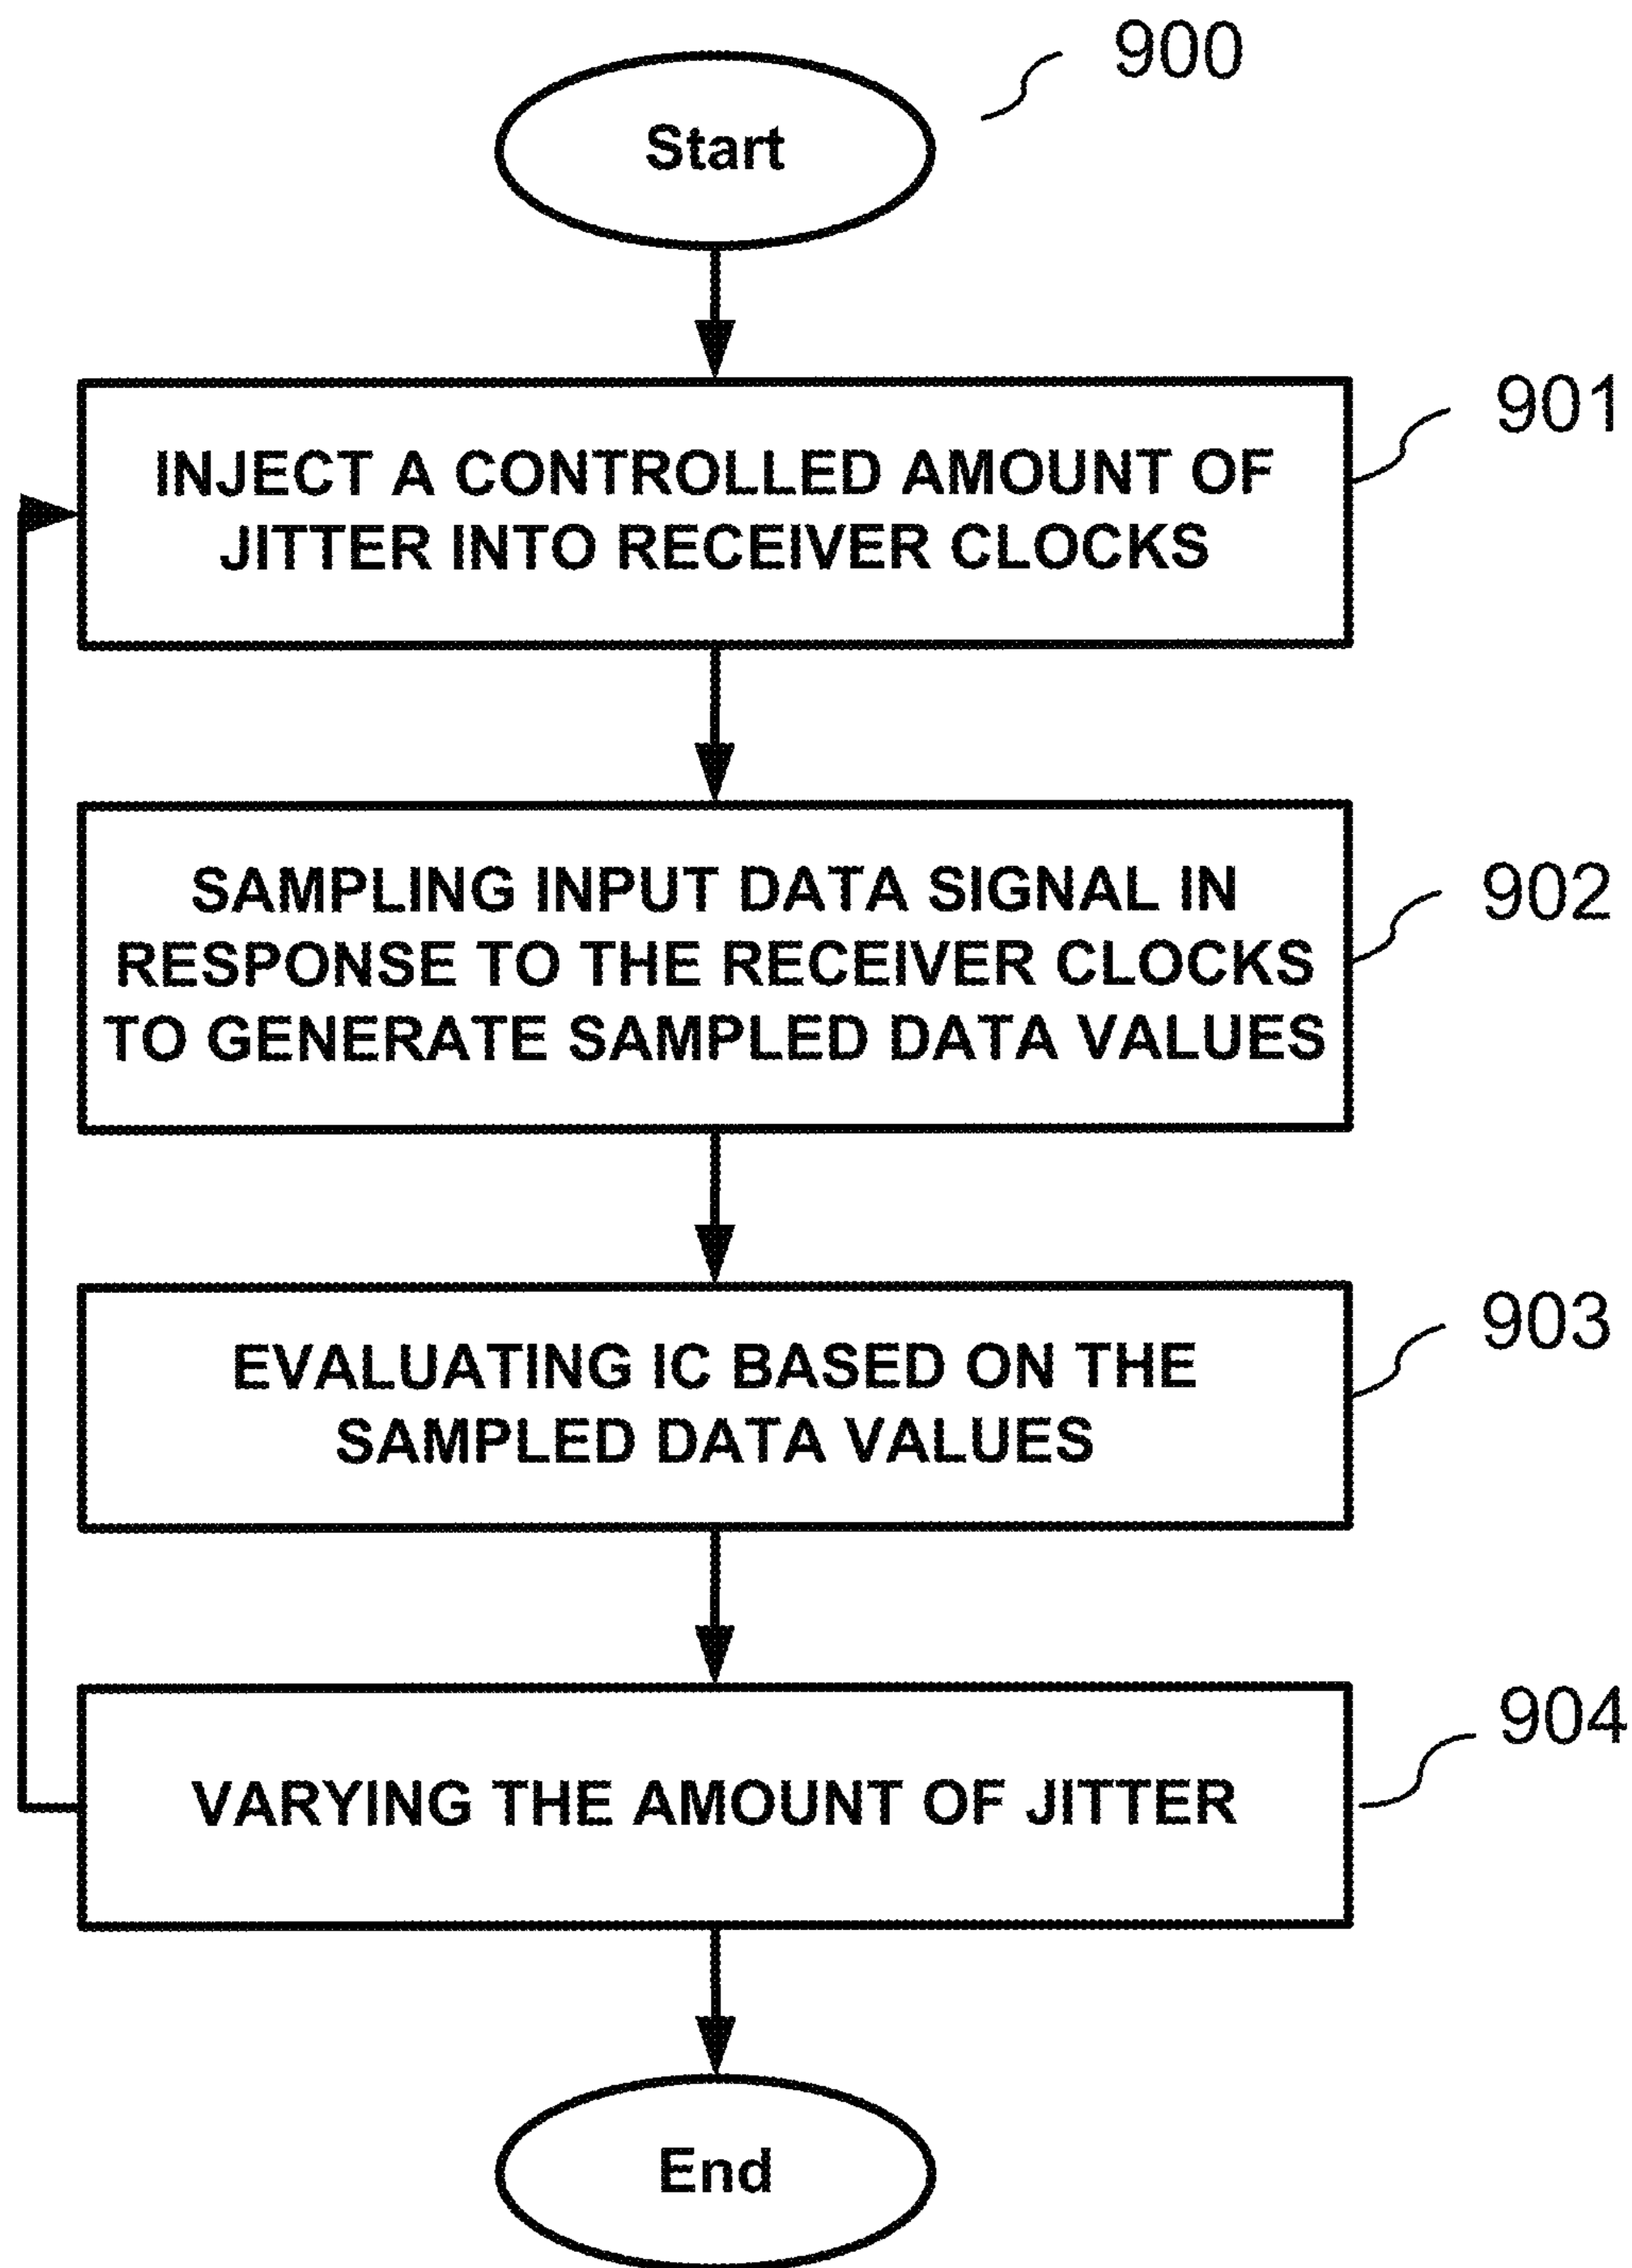 900
Start
901
INJECT A CONTROLLED AMOUNT OF
JITTER INTO RECEIVER CLOCKS
902
SAMPLING INPUT DATA SIGNAL IN
RESPONSE TO THE RECEIVER CLOCKS
TO GENERATE SAMPLED DATA VALUES
903
EVALUATING IC BASED ON THE
SAMPLED DATA VALUES
904
VARYING THE AMOUNT OF JITTER
End